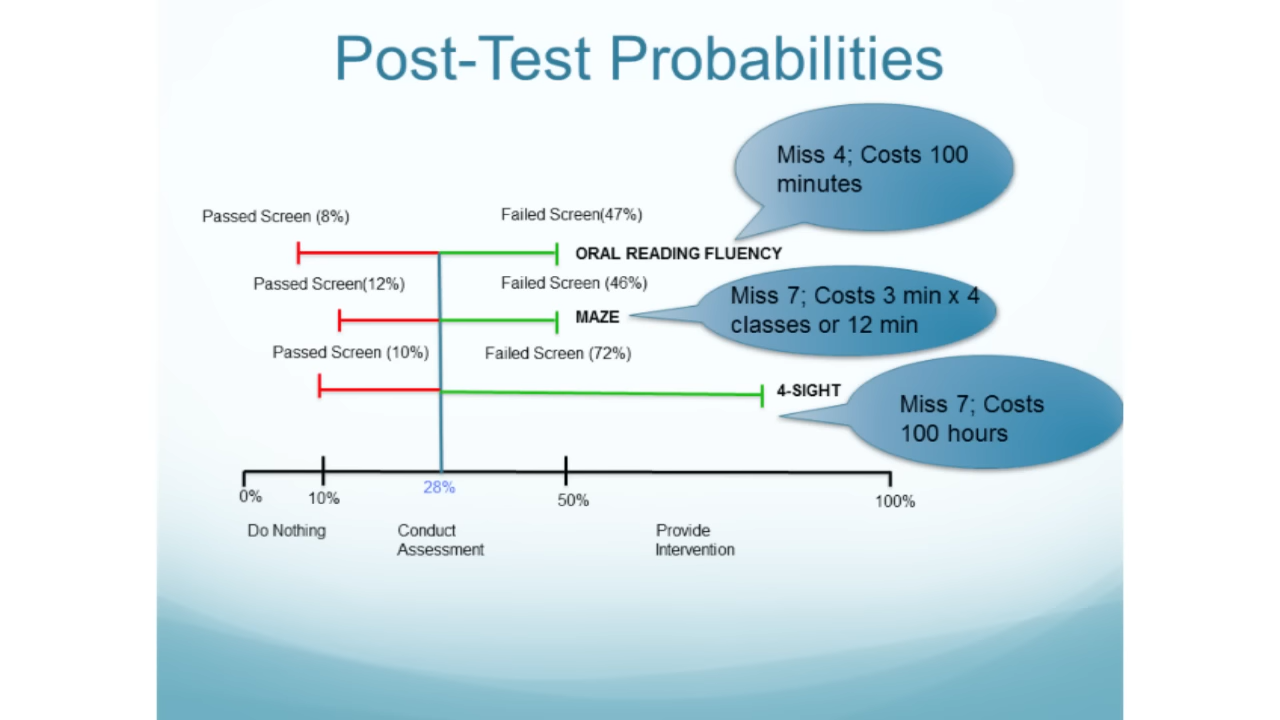 Post-Test Probabilities
Miss 4; Costs 100
minutes
Passed Screen (8%)
Failed Screen(47%)
ORAL READING FLUENCY
Passed Screen(12%)
Failed Screen (46%)
MAZE
Miss 7; Costs 3 min x 4
classes or 12 min
Passed Screen (10%)
Failed Screen (72%)
4-SIGHT
Miss 7; Costs
100 hours
0%
10%
28%
50%
100%
Do Nothing
Conduct
Assessment
Provide
Intervention